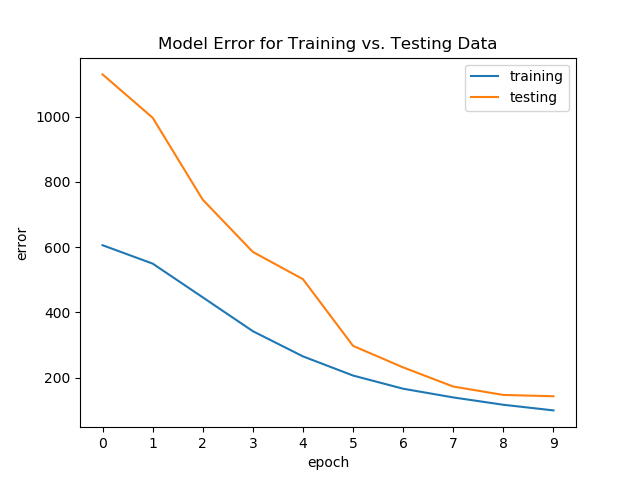 Model Error for Training vs. Testing Data
training
testing
1000
800
600
400
200
error
0 1 2 3 4 5 6 7 8 9
epoch